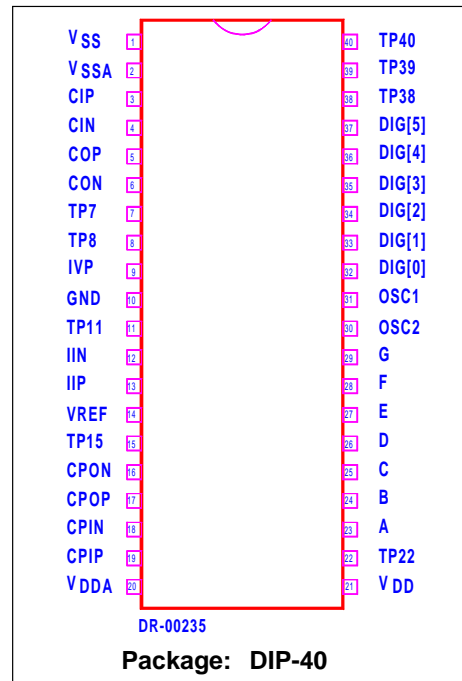 VSS 1 40 TP40
VSSA 2 39 TP39
CIP 3 38 TP38
CIN 4 37 DIG[5]
COP 5 36 DIG[4]
CON 6 35 DIG[3]
TP7 7 34 DIG[2]
TP8 8 33 DIG[1]
IVP 9 32 DIG[0]
GND 10 31 OSC1
TP11 11 30 OSC2
IIN 12 29 G
IIP 13 28 F
VREF 14 27 E
TP15 15 26 D
CPON 16 25 C
CPOP 17 24 B
CPIN 18 23 A
CPIP 19 22 TP22
VDDA 20 21 VDD
DR-00235
Package: DIP-40